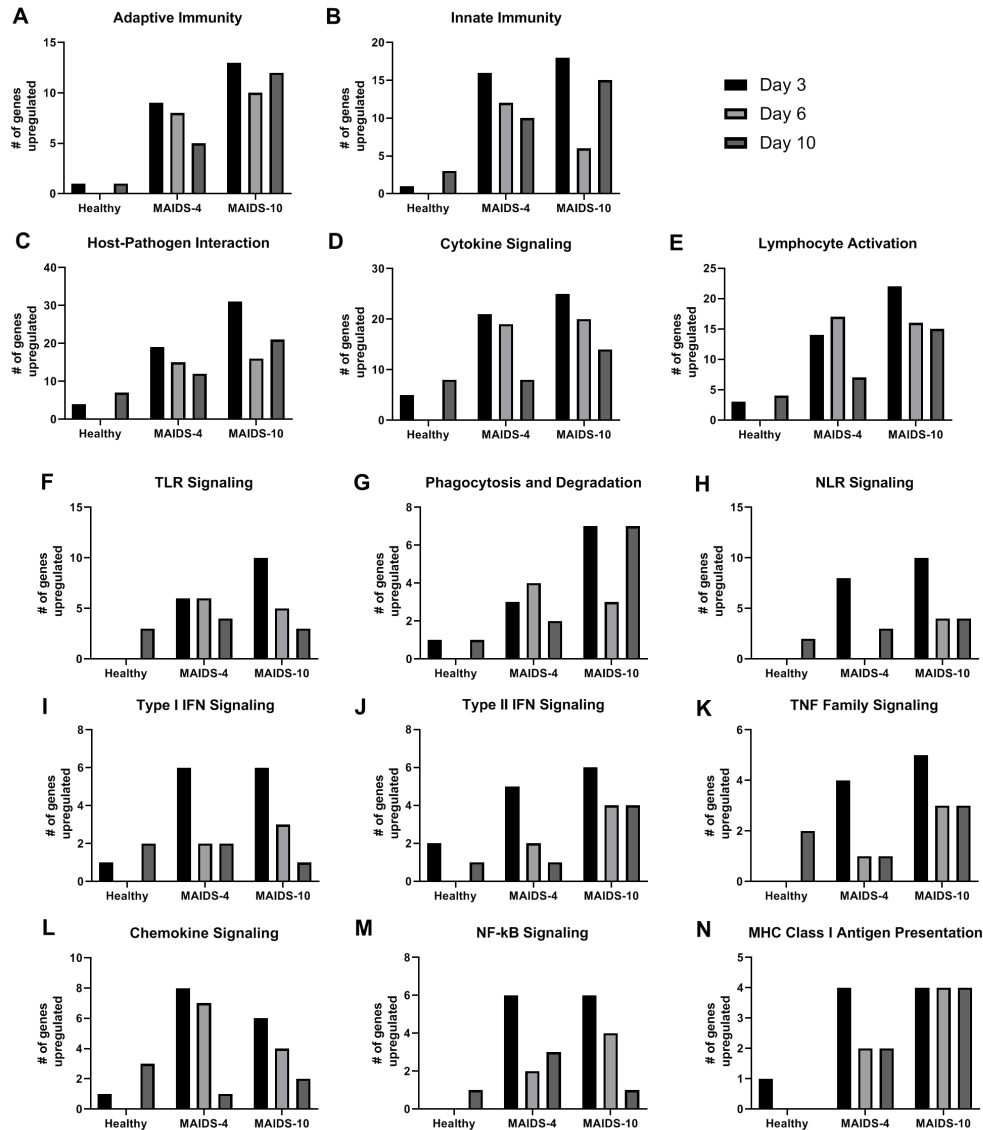 A
Adaptive Immunity
# of genes
upregulated
15
10
5
0
Healthy
MAIDS-4
MAIDS-10
B
Innate Immunity
# of genes
upregulated
20
15
10
5
0
Healthy
MAIDS-4
MAIDS-10
Day 3
Day 6
Day 10
C
Host-Pathogen Interaction
# of genes
upregulated
40
30
20
10
0
Healthy
MAIDS-4
MAIDS-10
D
Cytokine Signaling
# of genes
upregulated
30
20
10
0
Healthy
MAIDS-4
MAIDS-10
E
Lymphocyte Activation
# of genes
upregulated
25
20
15
10
5
0
Healthy
MAIDS-4
MAIDS-10
F
TLR Signaling
# of genes
upregulated
15
10
5
0
Healthy
MAIDS-4
MAIDS-10
G
Phagocytosis and Degradation
# of genes
upregulated
8
6
4
2
0
Healthy
MAIDS-4
MAIDS-10
H
NLR Signaling
# of genes
upregulated
15
10
5
0
Healthy
MAIDS-4
MAIDS-10
I
Type I IFN Signaling
# of genes
upregulated
8
6
4
2
0
Healthy
MAIDS-4
MAIDS-10
J
Type II IFN Signaling
# of genes
upregulated
8
6
4
2
0
Healthy
MAIDS-4
MAIDS-10
K
TNF Family Signaling
# of genes
upregulated
6
4
2
0
Healthy
MAIDS-4
MAIDS-10
L
Chemokine Signaling
# of genes
upregulated
10
8
6
4
2
0
Healthy
MAIDS-4
MAIDS-10
M
NF-kB Signaling
# of genes
upregulated
8
6
4
2
0
Healthy
MAIDS-4
MAIDS-10
N
MHC Class I Antigen Presentation
# of genes
upregulated
5
4
3
2
1
0
Healthy
MAIDS-4
MAIDS-10